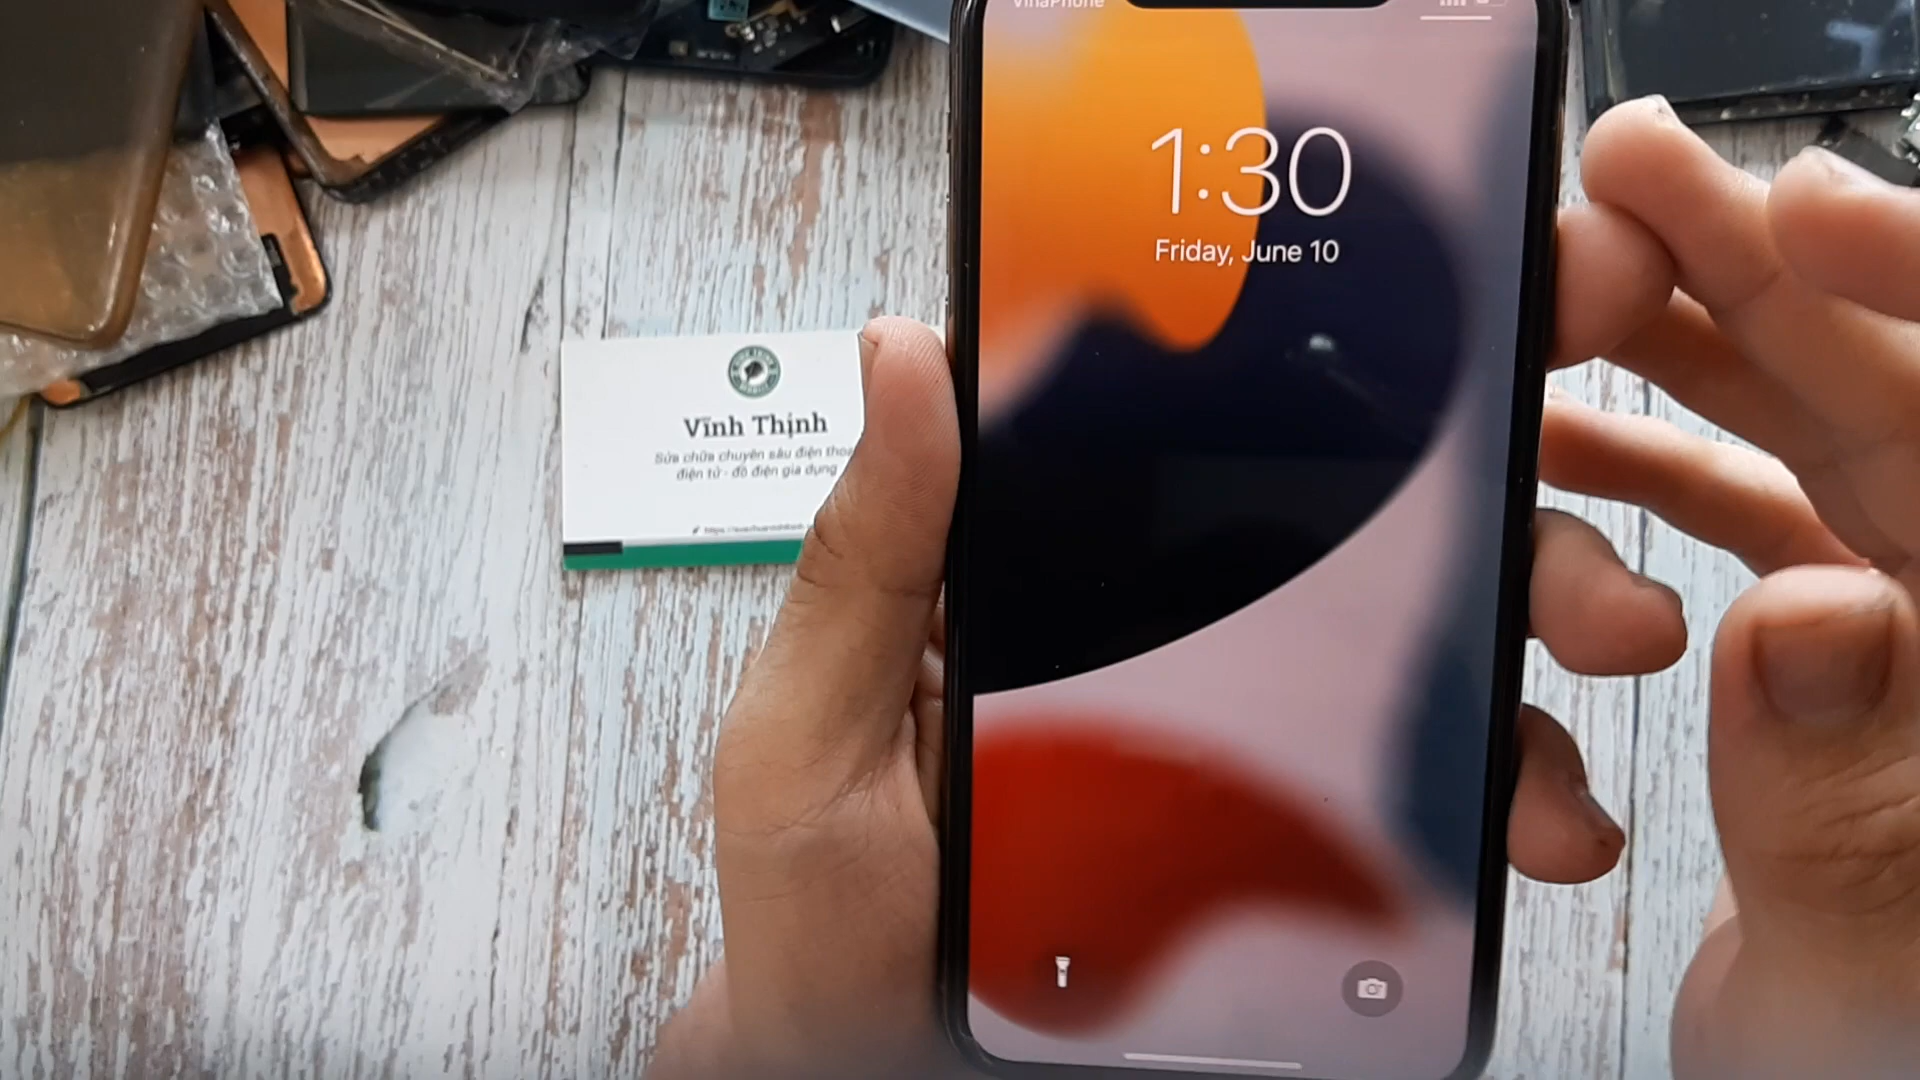 VinaPhone
1:30
Friday, June 10
Vĩnh Thịnh
Sửa chữa chuyên sâu điện thoại
điện tử - đồ điện gia dụng